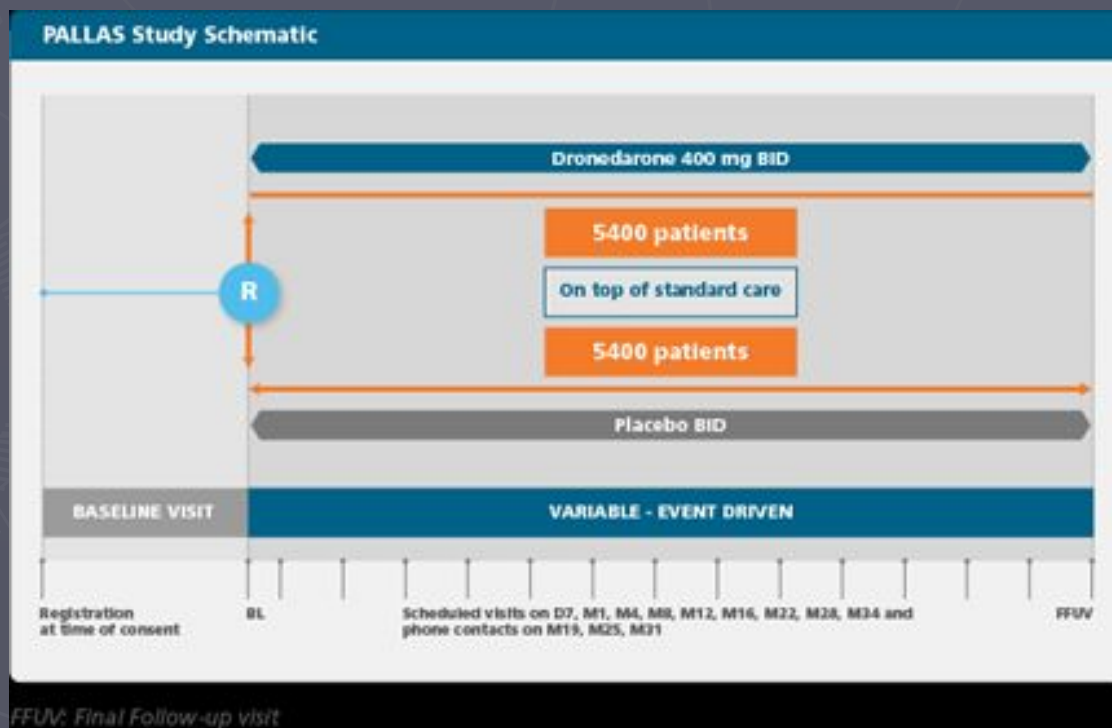 PALLAS Study Schematic
Dronedarone 400 mg BID
5400 patients
R
On top of standard care
5400 patients
Placebo BID
BASELINE VISIT
VARIABLE - EVENT DRIVEN
Registration
at time of consent
BL
Scheduled visits on D7, M1, M4, M8, M12, M16, M22, M28, M34 and
phone contacts on M19, M25, M31
FFUV
FFUV: Final Follow-up visit